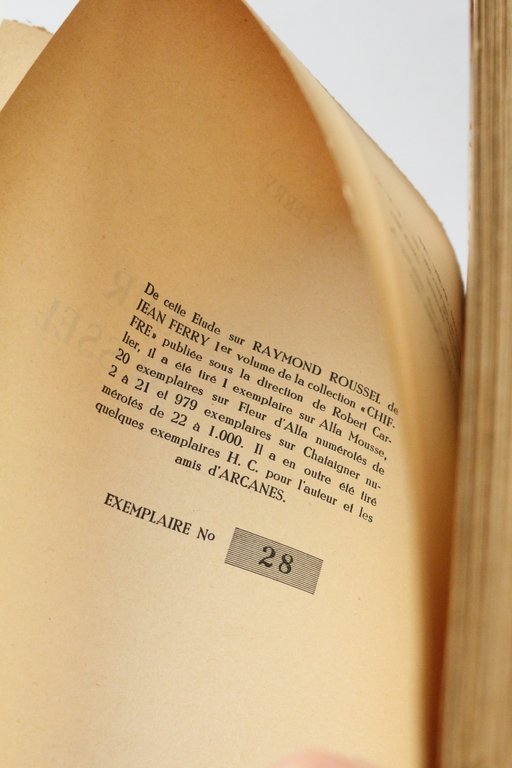 De cette Etude sur RAYMOND ROUSSEL de
JEAN FERRY 1er volume de la collection «CHIF-
FRE» publiée sous la direction de Robert Car-
lier, il a été tiré 1 exemplaire sur Alla Mousse,
20 exemplaires sur Fleur d'Alla numérotés de
2 à 21 et 979 exemplaires sur Chataigner nu-
mérotés de 22 à 1.000. Il a en outre été tiré
quelques exemplaires H. C. pour l'auteur et les
amis d'ARCANES.
EXEMPLAIRE No 28